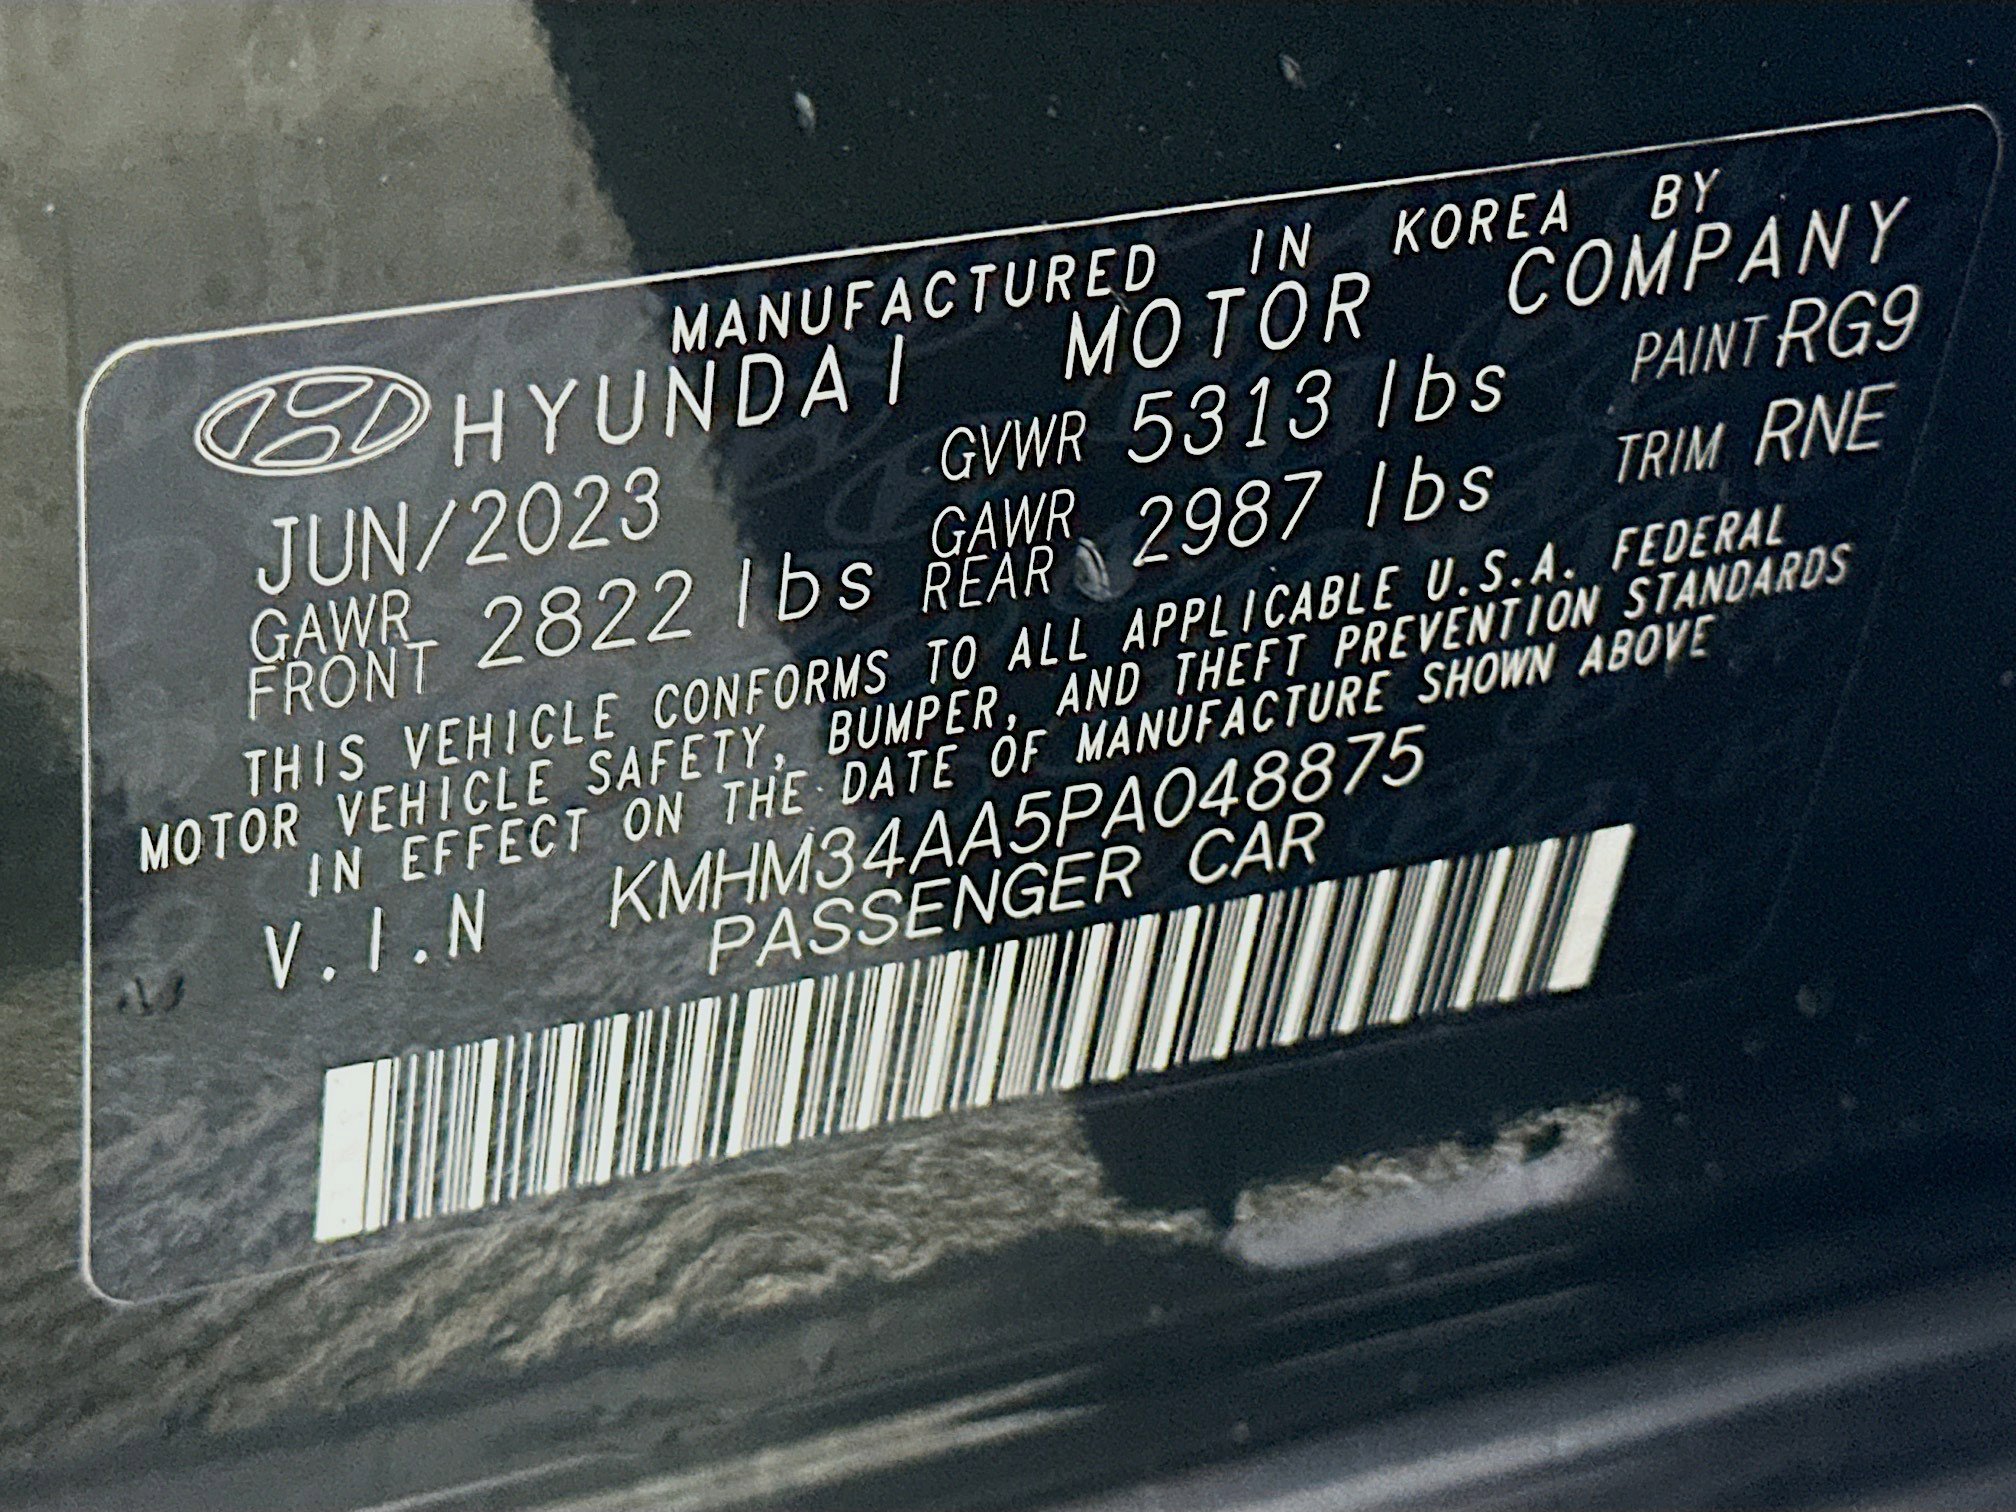 MANUFACTURED IN KOREA BY
HYUNDAI MOTOR COMPANY
JUN/2023 GVWR 5313 lbs PAINT RG9
GAWR FRONT 2822 lbs GAWR REAR 2987 lbs TRIM RNE
THIS VEHICLE CONFORMS TO ALL APPLICABLE U.S.A. FEDERAL
MOTOR VEHICLE SAFETY, BUMPER, AND THEFT PREVENTION STANDARDS
IN EFFECT ON THE DATE OF MANUFACTURE SHOWN ABOVE
V.I.N KMHM34AA5PA048875
PASSENGER CAR